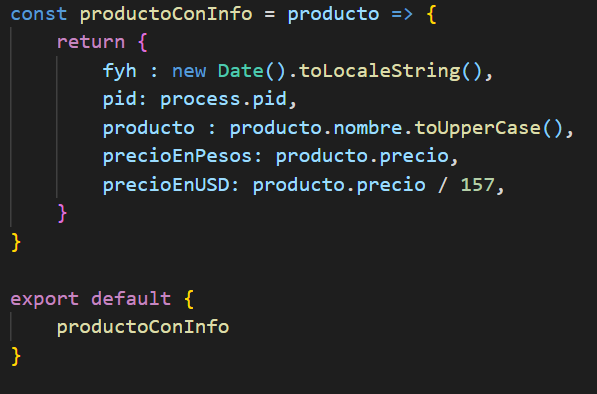 const productoConInfo = producto => {
    return {
        fyh : new Date().toLocaleString(),
        pid: process.pid,
        producto : producto.nombre.toUpperCase(),
        precioEnPesos: producto.precio,
        precioEnUSD: producto.precio / 157,
    }
}

export default {
    productoConInfo
}